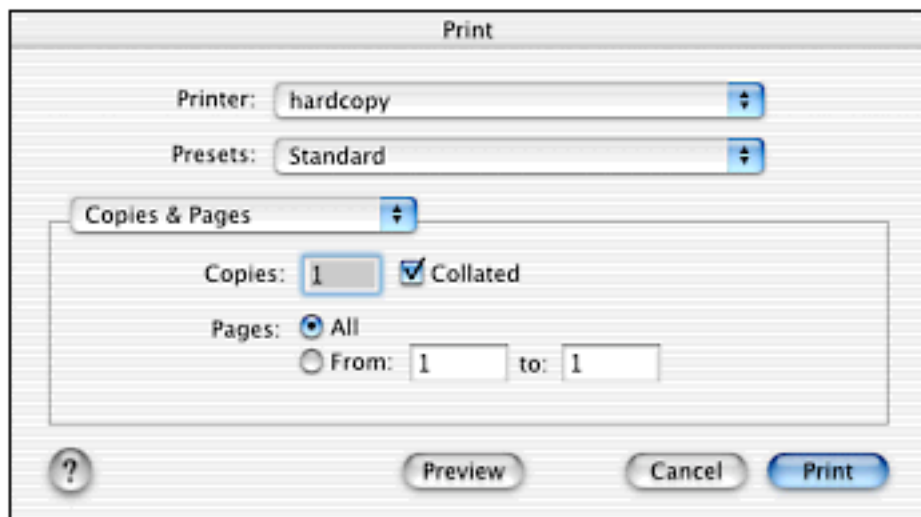 Print
Printer: hardcopy
Presets: Standard
Copies & Pages
Copies: 1 Collated
Pages: All
From: 1 to: 1
? Preview Cancel Print